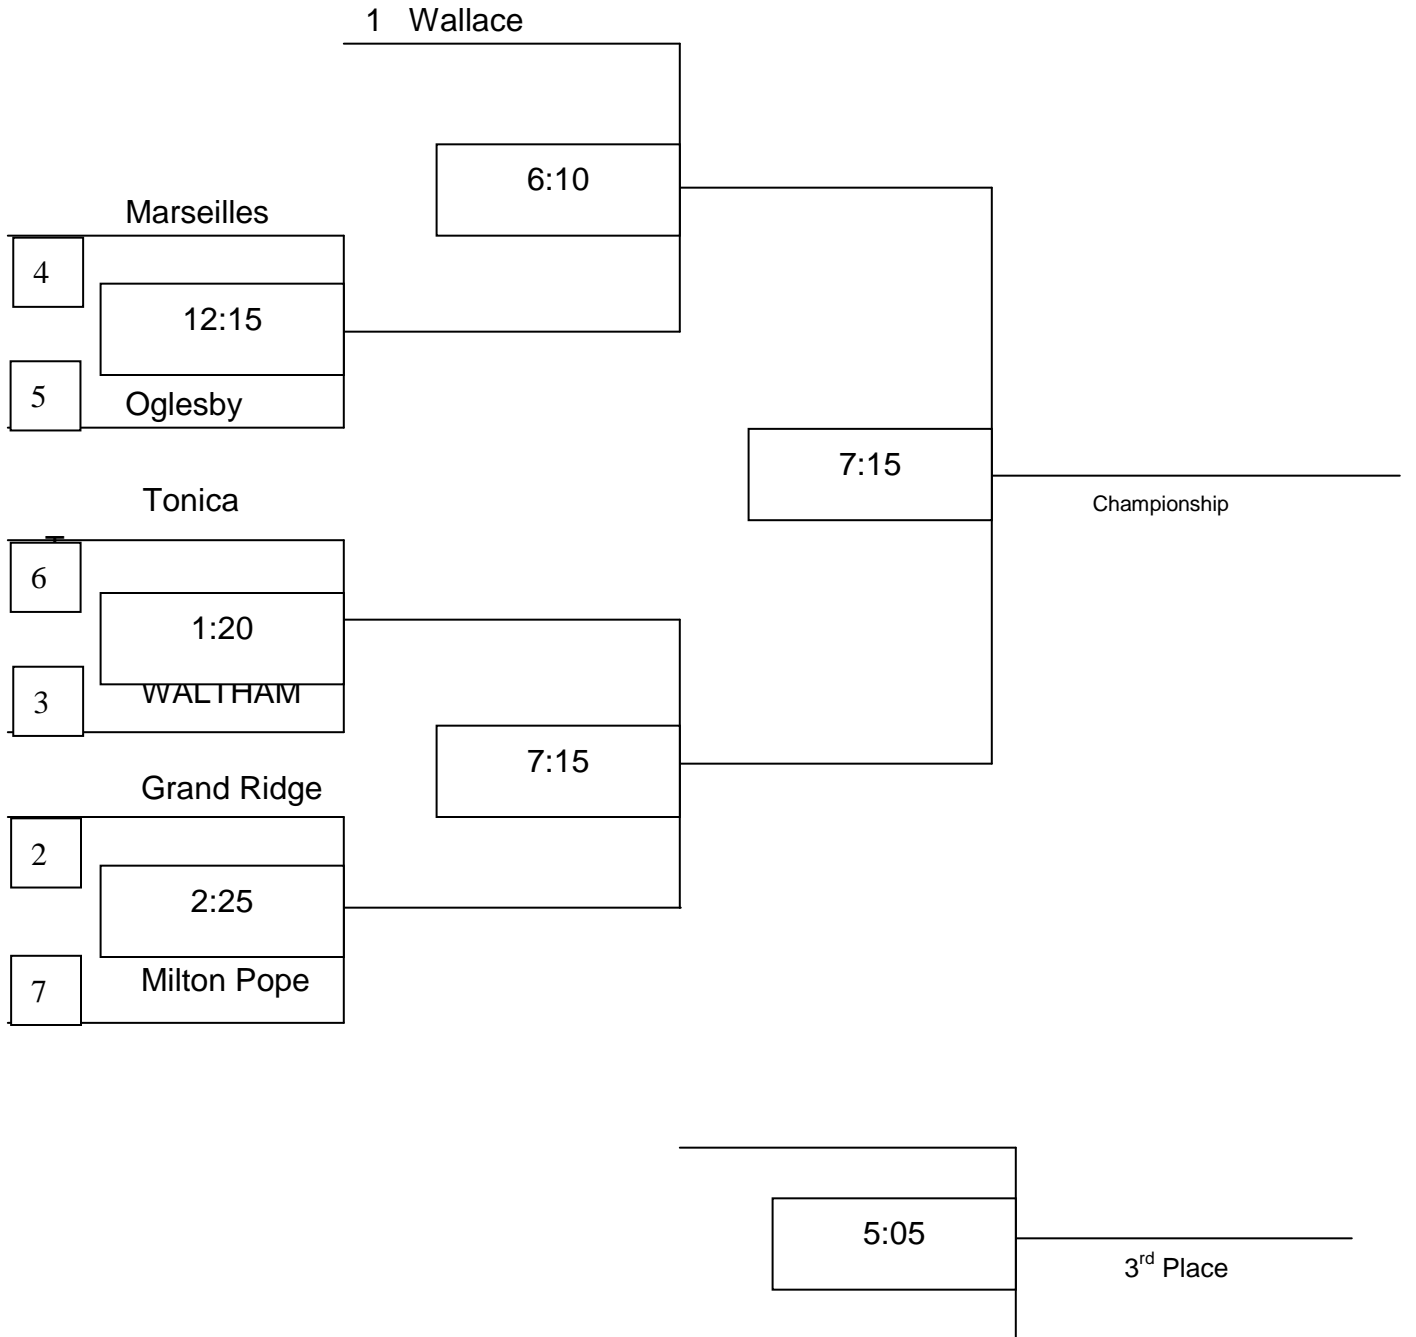 1 Wallace
6:10
Marseilles
4
12:15
5
Oglesby
7:15
Championship
Tonica
6
1:20
3
WALTHAM
7:15
Grand Ridge
2
2:25
7
Milton Pope
5:05
3rd Place